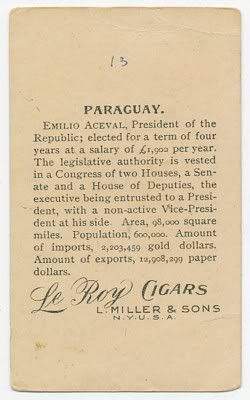 13
PARAGUAY.
EMILIO ACEVAL, President of the
Republic; elected for a term of four
years at a salary of £1,900 per year.
The legislative authority is vested
in a Congress of two Houses, a Sen-
ate and a House of Deputies, the
executive being entrusted to a Presi-
dent, with a non-active Vice-Presi-
dent at his side. Area, 98,000 square
miles. Population, 600,000. Amount
of imports, 2,203,459 gold dollars.
Amount of exports, 12,908,299 paper
dollars.
Le Roy CIGARS
L. MILLER & SONS
N.Y.U.S.A.